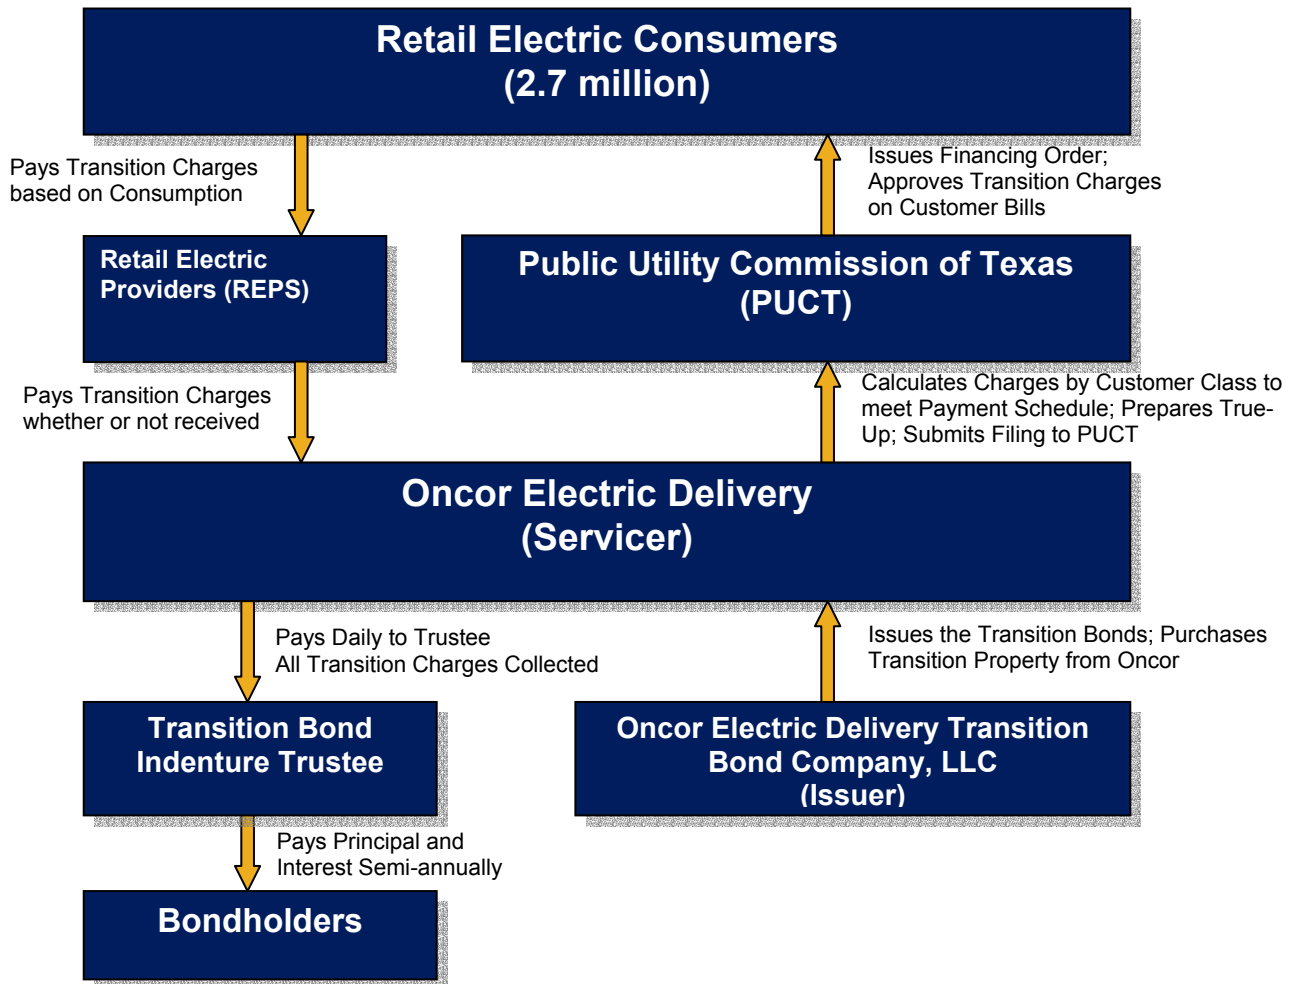 Retail Electric Consumers
(2.7 million)
Pays Transition Charges
based on Consumption
Issues Financing Order;
Approves Transition Charges
on Customer Bills
Retail Electric
Providers (REPS)
Public Utility Commission of Texas
(PUCT)
Pays Transition Charges
whether or not received
Calculates Charges by Customer Class to
meet Payment Schedule; Prepares True-
Up; Submits Filing to PUCT
Oncor Electric Delivery
(Servicer)
Pays Daily to Trustee
All Transition Charges Collected
Issues the Transition Bonds; Purchases
Transition Property from Oncor
Transition Bond
Indenture Trustee
Oncor Electric Delivery Transition
Bond Company, LLC
(Issuer)
Pays Principal and
Interest Semi-annually
Bondholders